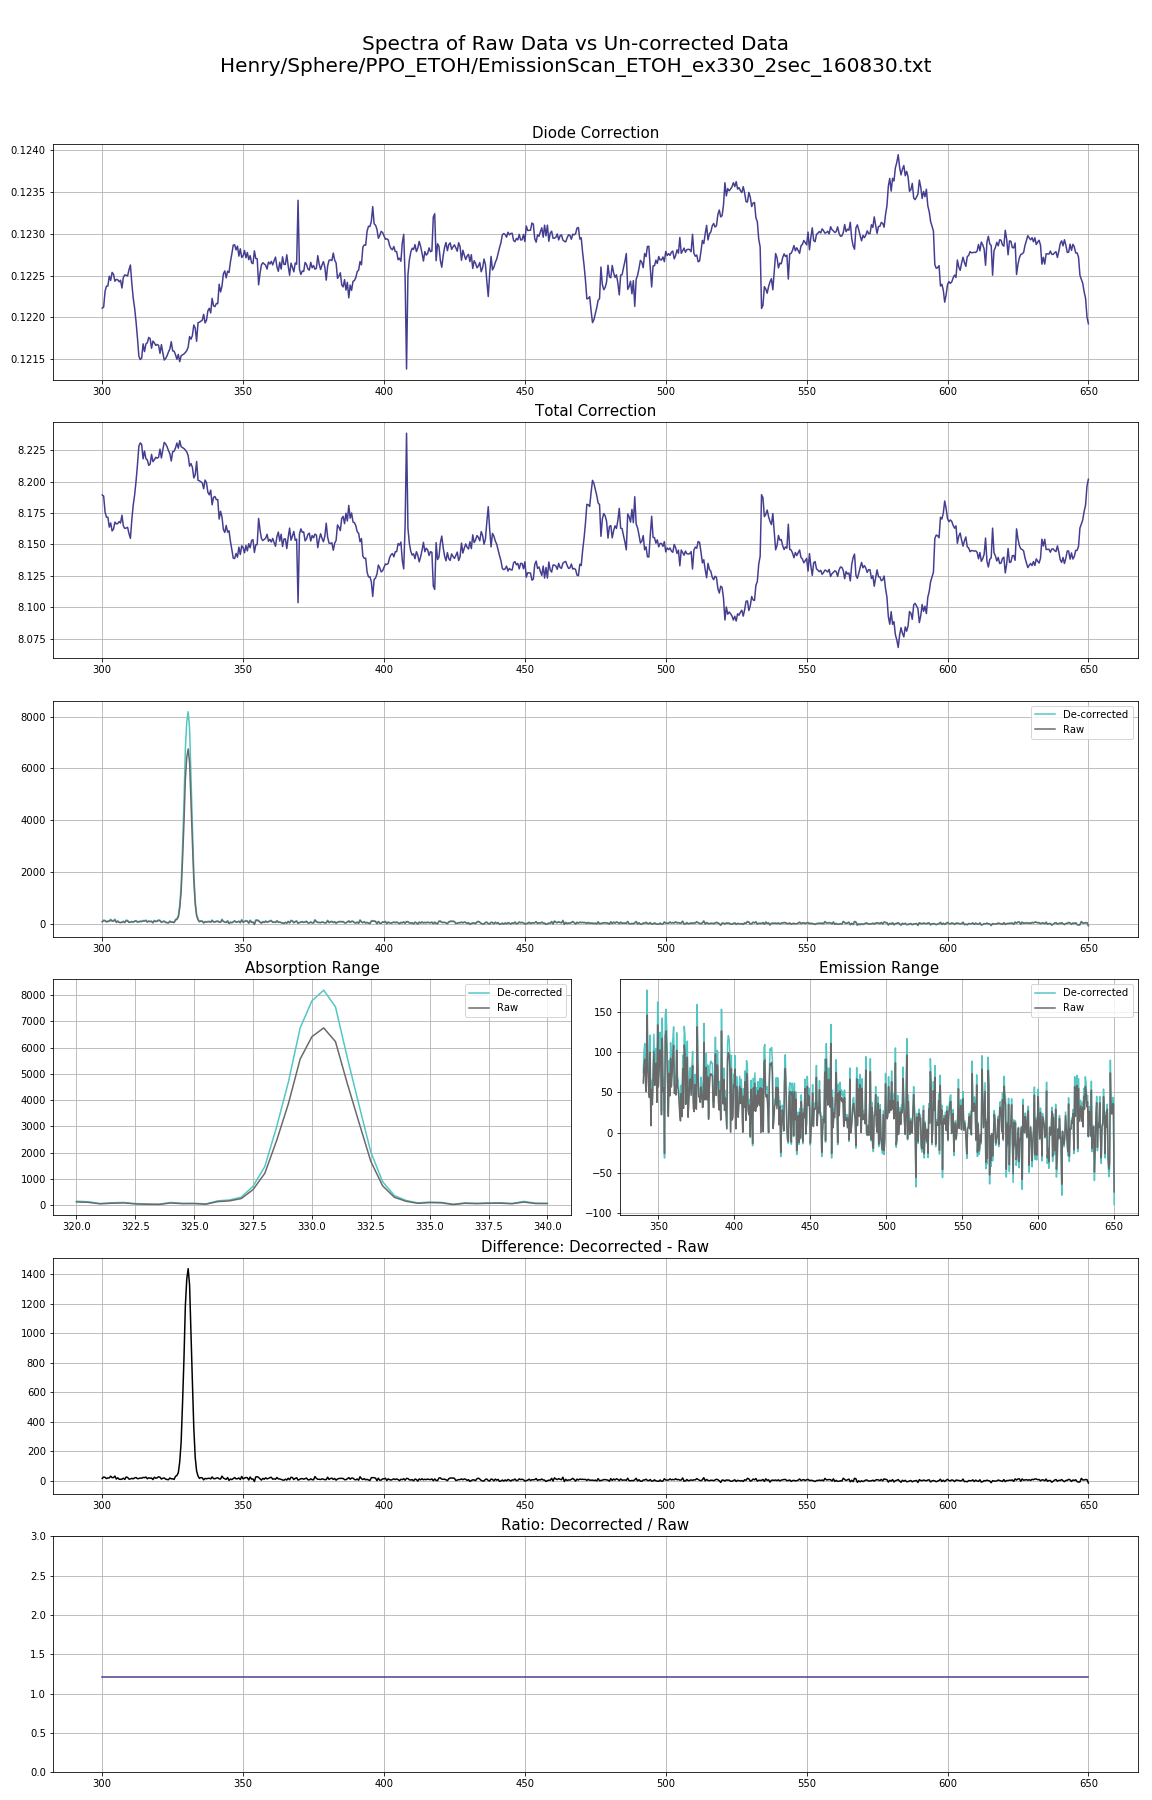 Spectra of Raw Data vs Un-corrected Data
Henry/Sphere/PPO_ETOH/EmissionScan_ETOH_ex330_2sec_160830.txt
Diode Correction
0.1240
0.1235
0.1230
0.1225
0.1220
0.1215
300 350 400 450 500 550 600 650
Total Correction
8.225
8.200
8.175
8.150
8.125
8.100
8.075
300 350 400 450 500 550 600 650
De-corrected
Raw
8000
6000
4000
2000
0
300 350 400 450 500 550 600 650
Absorption Range
De-corrected
Raw
8000
7000
6000
5000
4000
3000
2000
1000
0
320.0 322.5 325.0 327.5 330.0 332.5 335.0 337.5 340.0
Emission Range
De-corrected
Raw
150
100
50
0
−50
−100
350 400 450 500 550 600 650
Difference: Decorrected - Raw
1400
1200
1000
800
600
400
200
0
300 350 400 450 500 550 600 650
Ratio: Decorrected / Raw
3.0
2.5
2.0
1.5
1.0
0.5
0.0
300 350 400 450 500 550 600 650